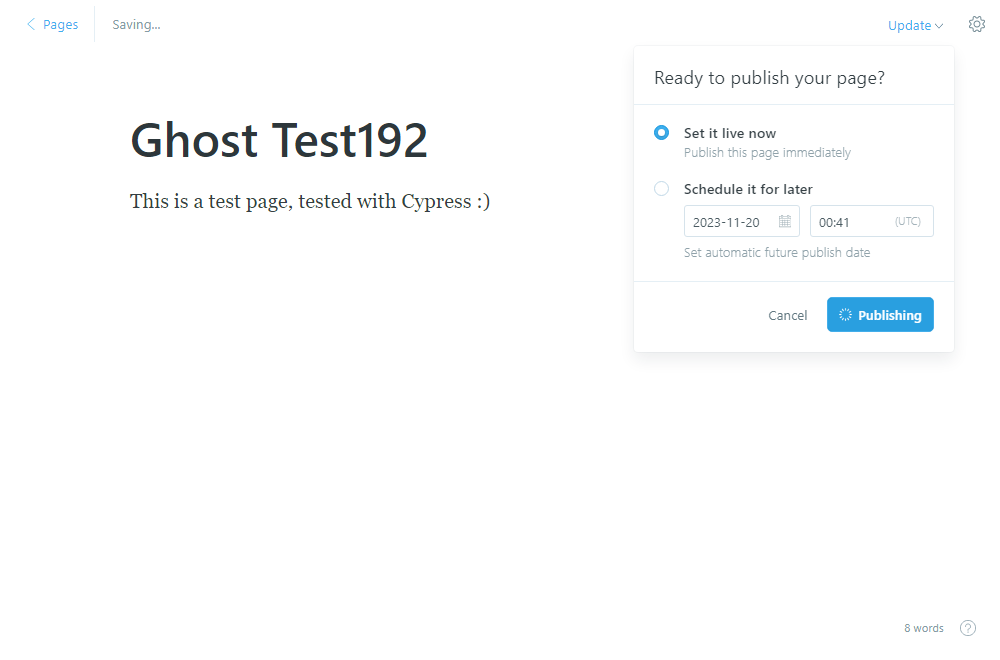 Pages
Saving...
Update
Ready to publish your page?
Set it live now
Publish this page immediately
Schedule it for later
2023-11-20
00:41 (UTC)
Set automatic future publish date
Cancel
Publishing
Ghost Test192
This is a test page, tested with Cypress :)
8 words
?